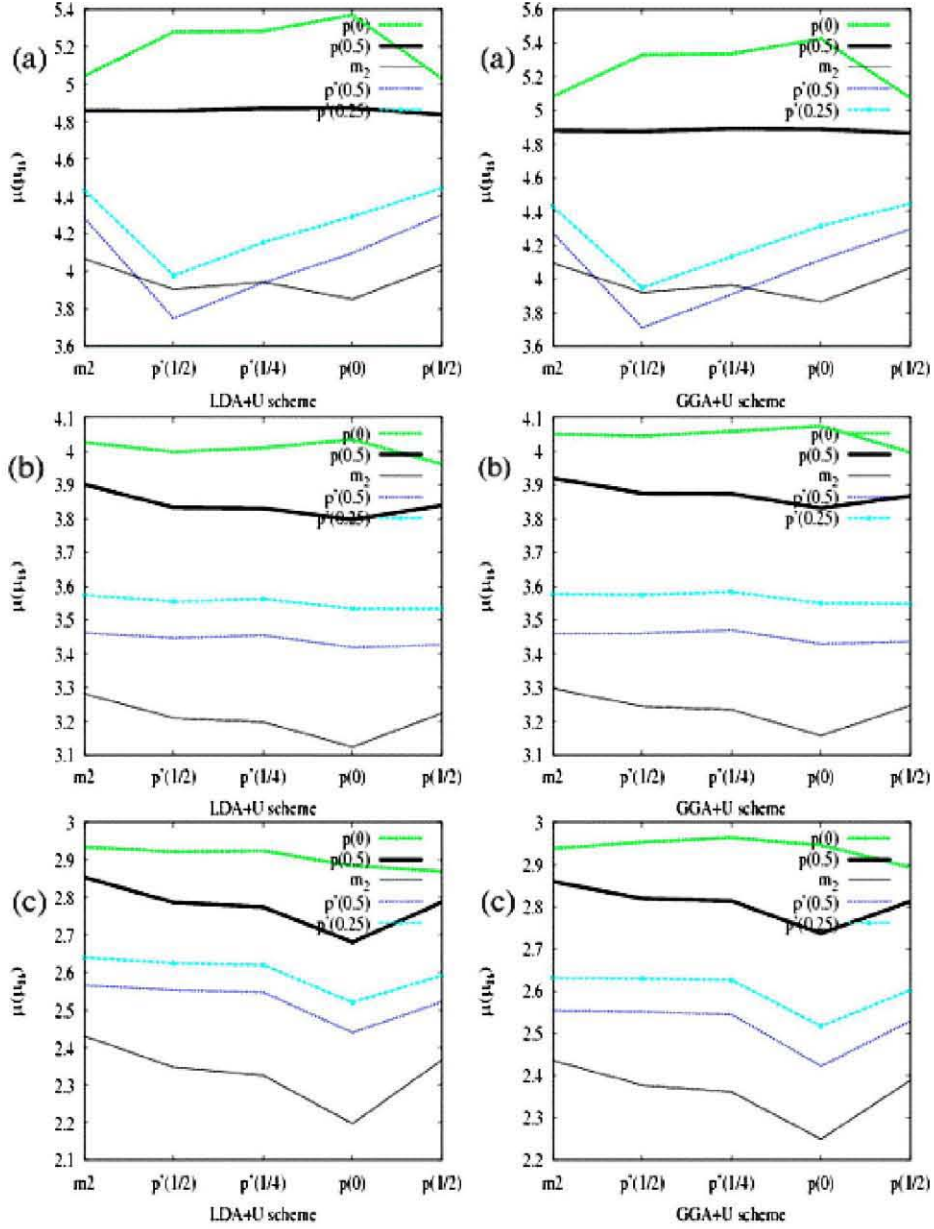 (a)
μ(μ_B)
5.4
5.2
5
4.8
4.6
4.4
4.2
4
3.8
3.6
p(0)
p(0.5)
m₂
p*(0.5)
p*(0.25)
m2 p*(1/2) p*(1/4) p(0) p(1/2)
LDA+U scheme
(a)
μ(μ_B)
5.6
5.4
5.2
5
4.8
4.6
4.4
4.2
4
3.8
3.6
p(0)
p(0.5)
m₂
p*(0.5)
p*(0.25)
m2 p*(1/2) p*(1/4) p(0) p(1/2)
GGA+U scheme
(b)
μ(μ_B)
4.1
4
3.9
3.8
3.7
3.6
3.5
3.4
3.3
3.2
3.1
p(0)
p(0.5)
m₂
p*(0.5)
p*(0.25)
m2 p*(1/2) p*(1/4) p(0) p(1/2)
LDA+U scheme
(b)
μ(μ_B)
4.1
4
3.9
3.8
3.7
3.6
3.5
3.4
3.3
3.2
3.1
p(0)
p(0.5)
m₂
p*(0.5)
p*(0.25)
m2 p*(1/2) p*(1/4) p(0) p(1/2)
GGA+U scheme
(c)
μ(μ_B)
3
2.9
2.8
2.7
2.6
2.5
2.4
2.3
2.2
2.1
p(0)
p(0.5)
m₂
p*(0.5)
p*(0.25)
m2 p*(1/2) p*(1/4) p(0) p(1/2)
LDA+U scheme
(c)
μ(μ_B)
3
2.9
2.8
2.7
2.6
2.5
2.4
2.3
2.2
p(0)
p(0.5)
m₂
p*(0.5)
p*(0.25)
m2 p*(1/2) p*(1/4) p(0) p(1/2)
GGA+U scheme